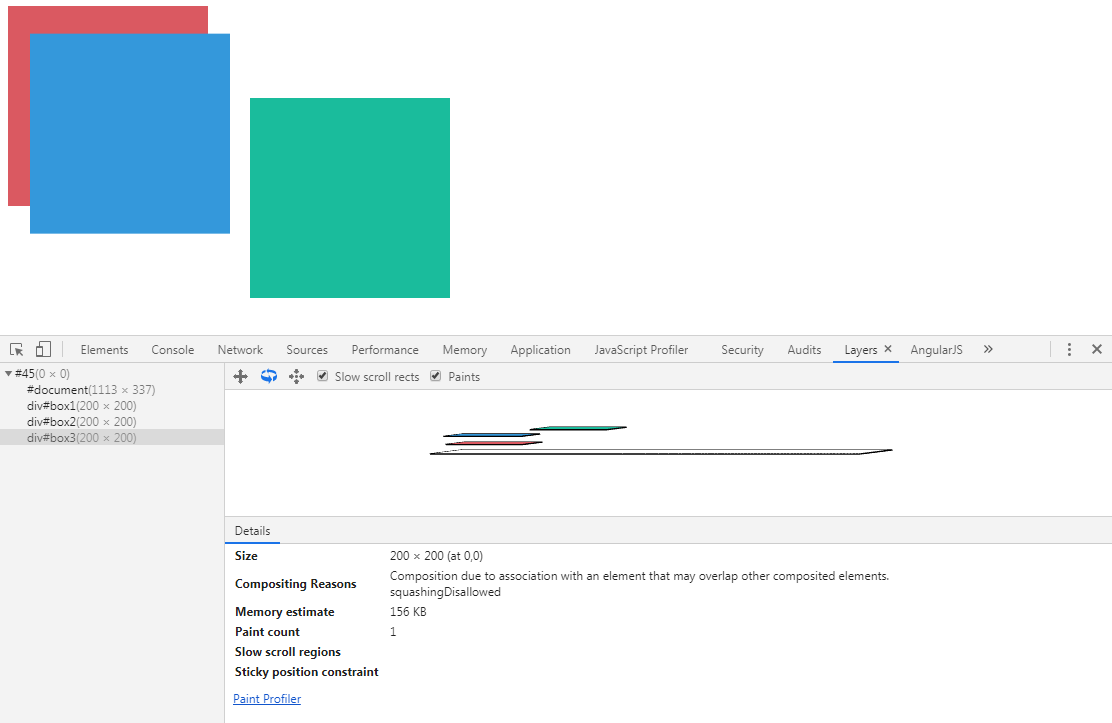 Elements Console Network Sources Performance Memory Application JavaScript Profiler Security Audits Layers × AngularJS »
#45(0 × 0)
#document(1113 × 337)
div#box1(200 × 200)
div#box2(200 × 200)
div#box3(200 × 200)
Slow scroll rects Paints
Details
Size 200 × 200 (at 0,0)
Compositing Reasons Composition due to association with an element that may overlap other composited elements.
squashingDisallowed
Memory estimate 156 KB
Paint count 1
Slow scroll regions
Sticky position constraint
Paint Profiler